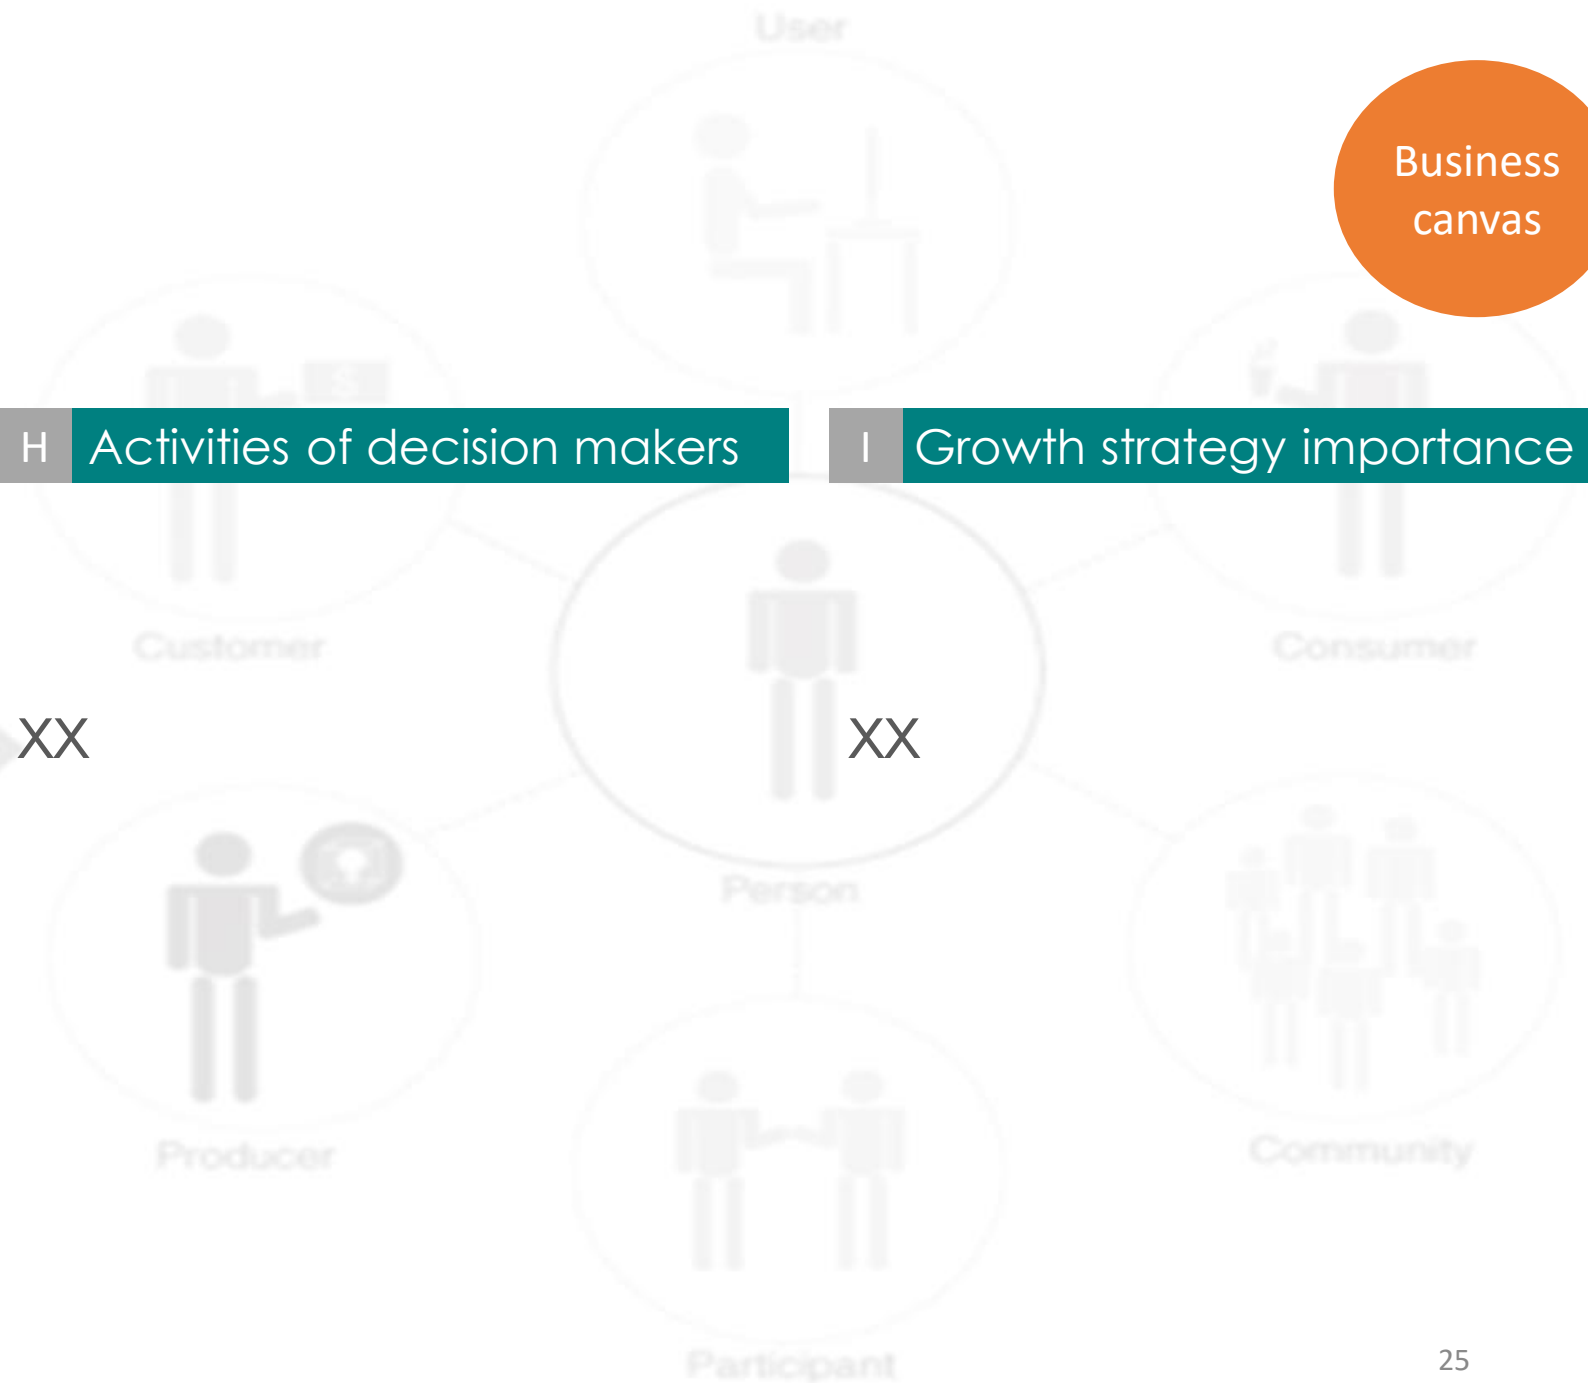 User
Business
canvas
H Activities of decision makers
I Growth strategy importance
$
Customer
Consumer
XX
XX
Person
Producer
Community
Participant
25